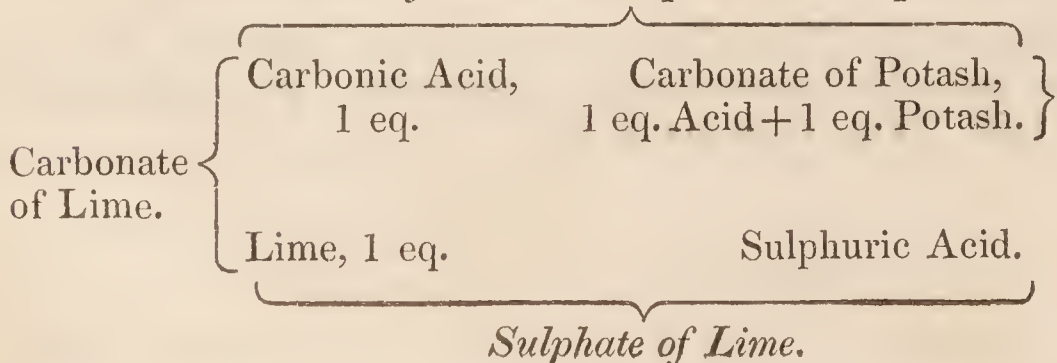 Carbonic Acid, Carbonate of Potash,
1 eq. 1 eq. Acid + 1 eq. Potash.
Carbonate
of Lime.
Lime, 1 eq. Sulphuric Acid.
Sulphate of Lime.